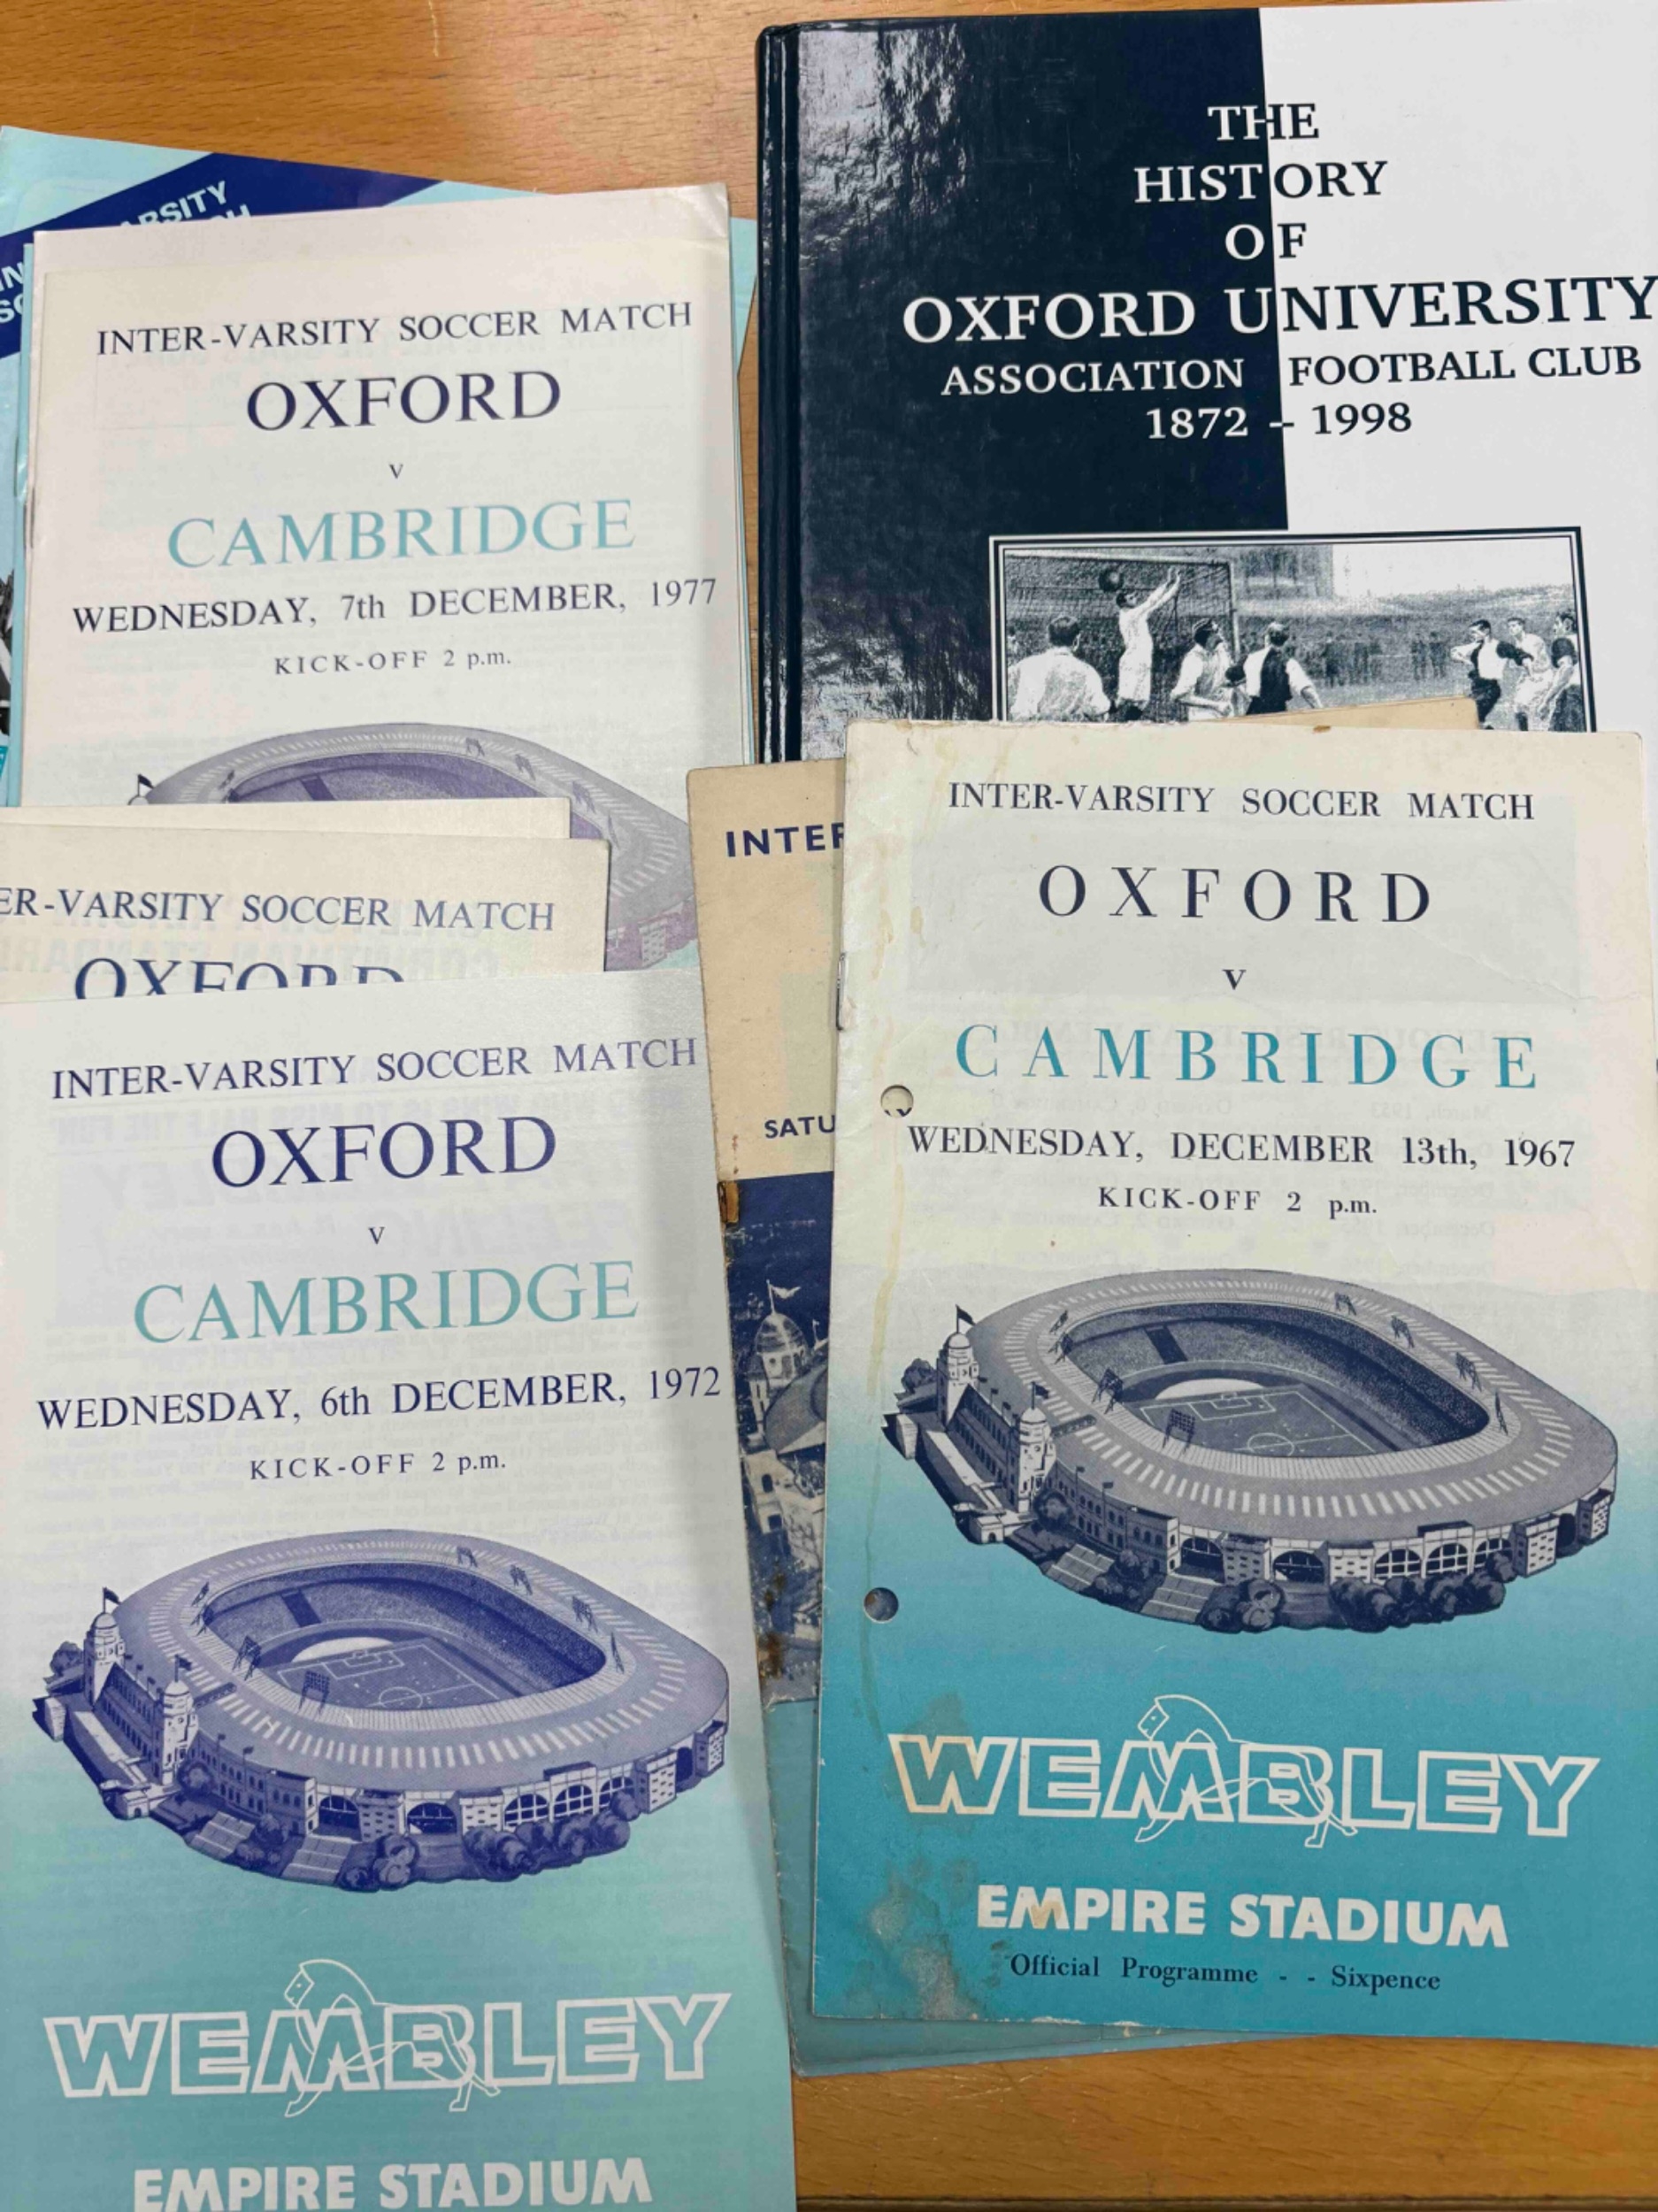 THE
HISTORY
OF
OXFORD UNIVERSITY
ASSOCIATION FOOTBALL CLUB
1872 – 1998
INTER-VARSITY SOCCER MATCH
OXFORD
v
CAMBRIDGE
WEDNESDAY, 7th DECEMBER, 1977
KICK-OFF 2 p.m.
ER-VARSITY SOCCER MATCH
OXFORD
INTER-VARSITY SOCCER MATCH
OXFORD
v
CAMBRIDGE
WEDNESDAY, 6th DECEMBER, 1972
KICK-OFF 2 p.m.
WEMBLEY
EMPIRE STADIUM
INTER
SATU
INTER-VARSITY SOCCER MATCH
OXFORD
v
CAMBRIDGE
WEDNESDAY, DECEMBER 13th, 1967
KICK-OFF 2 p.m.
WEMBLEY
EMPIRE STADIUM
Official Programme - - Sixpence